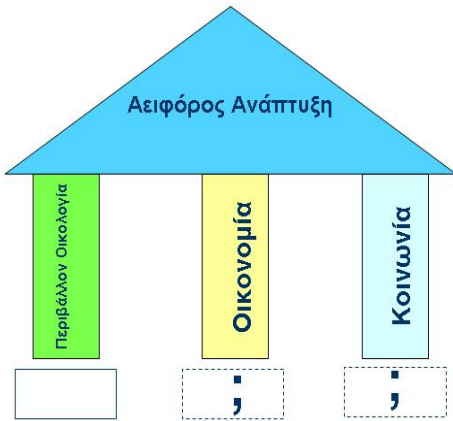 Αειφόρος Ανάπτυξη
Περιβάλλον Οικολογία
Οικονομία
Κοινωνία
;
;